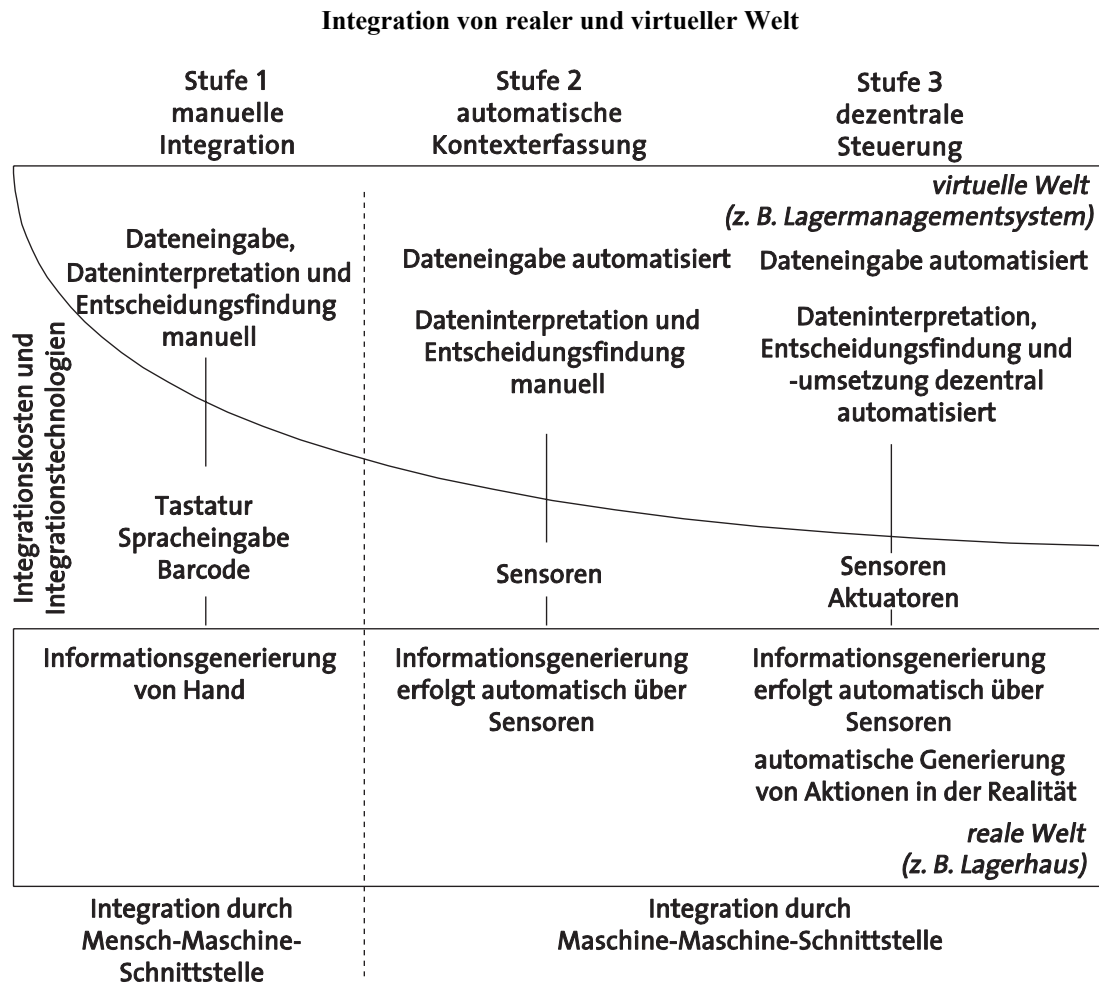 Integration von realer und virtueller Welt
Stufe 1
manuelle
Integration
Stufe 2
automatische
Kontexterfassung
Stufe 3
dezentrale
Steuerung
virtuelle Welt
(z. B. Lagermanagementsystem)
Dateneingabe,
Dateninterpretation und
Entscheidungsfindung
manuell
Dateneingabe automatisiert
Dateninterpretation und
Entscheidungsfindung
manuell
Dateneingabe automatisiert
Dateninterpretation,
Entscheidungsfindung und
-umsetzung dezentral
automatisiert
Integrationskosten und
Integrationstechnologien
Tastatur
Spracheingabe
Barcode
Sensoren
Sensoren
Aktuatoren
Informationsgenerierung
von Hand
Informationsgenerierung
erfolgt automatisch über
Sensoren
Informationsgenerierung
erfolgt automatisch über
Sensoren
automatische Generierung
von Aktionen in der Realität
reale Welt
(z. B. Lagerhaus)
Integration durch
Mensch-Maschine-
Schnittstelle
Integration durch
Maschine-Maschine-Schnittstelle